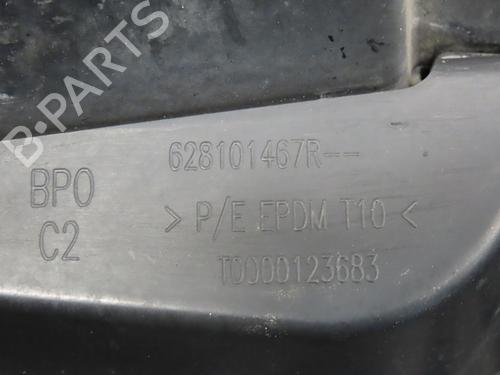 B-PARTS
628101467R--
BPO
> P/E EPDM T10 <
C2
T0000123683